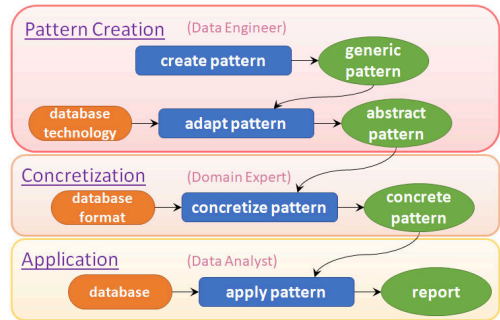 Pattern Creation
(Data Engineer)
create pattern
generic
pattern
database
technology
adapt pattern
abstract
pattern
Concretization
(Domain Expert)
database
format
concretize pattern
concrete
pattern
Application
(Data Analyst)
database
apply pattern
report